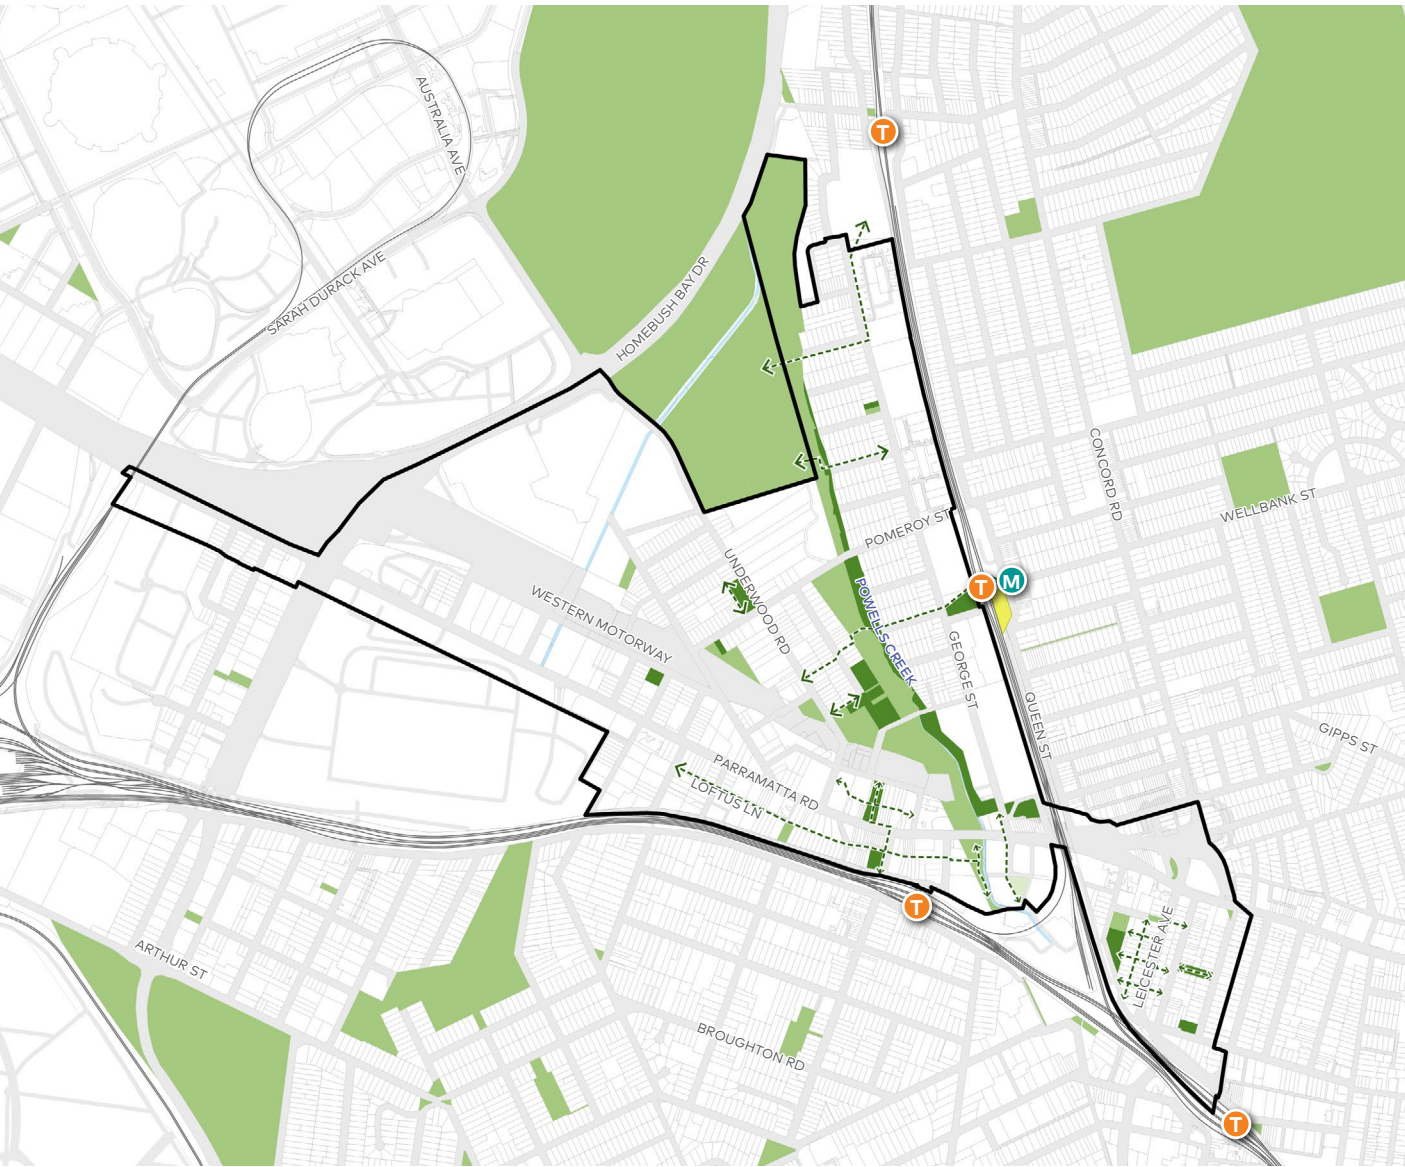 AUSTRALIA AVE
T
SARAH DURACK AVE
HOMEBUSH BAY DR
CONCORD RD
WELLBANK ST
POMEROY ST
UNDERWOOD RD
T
M
POWELLS CREEK
WESTERN MOTORWAY
GEORGE ST
QUEEN ST
GIPPS ST
PARRAMATTA RD
LOFTUS LN
T
LEICESTER AVE
ARTHUR ST
BROUGHTON RD
T